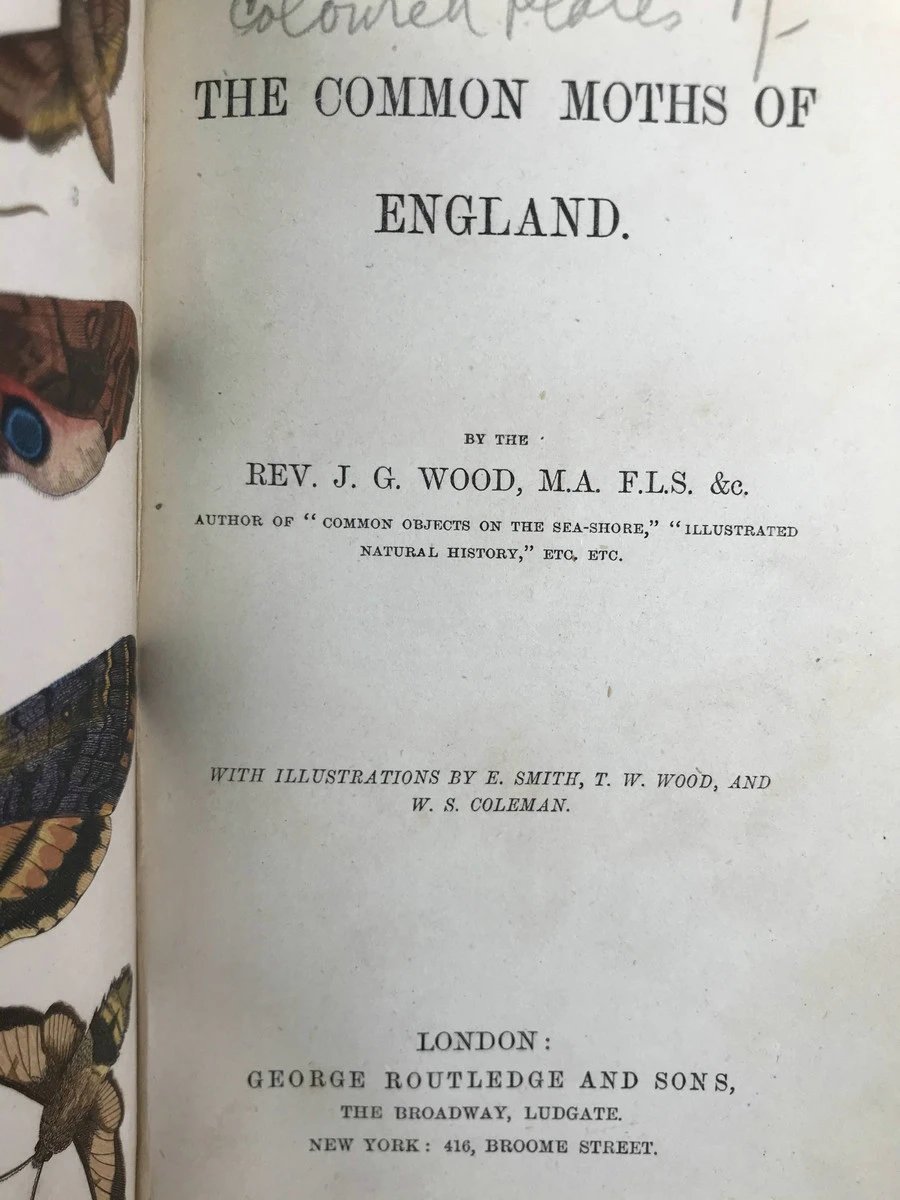 Coloured Plates 1/-
THE COMMON MOTHS OF
ENGLAND.
BY THE
REV. J. G. WOOD, M.A. F.L.S. &c.
AUTHOR OF “COMMON OBJECTS ON THE SEA-SHORE,” “ILLUSTRATED
NATURAL HISTORY,” ETC. ETC.
WITH ILLUSTRATIONS BY E. SMITH, T. W. WOOD, AND
W. S. COLEMAN.
LONDON:
GEORGE ROUTLEDGE AND SONS,
THE BROADWAY, LUDGATE.
NEW YORK: 416, BROOME STREET.